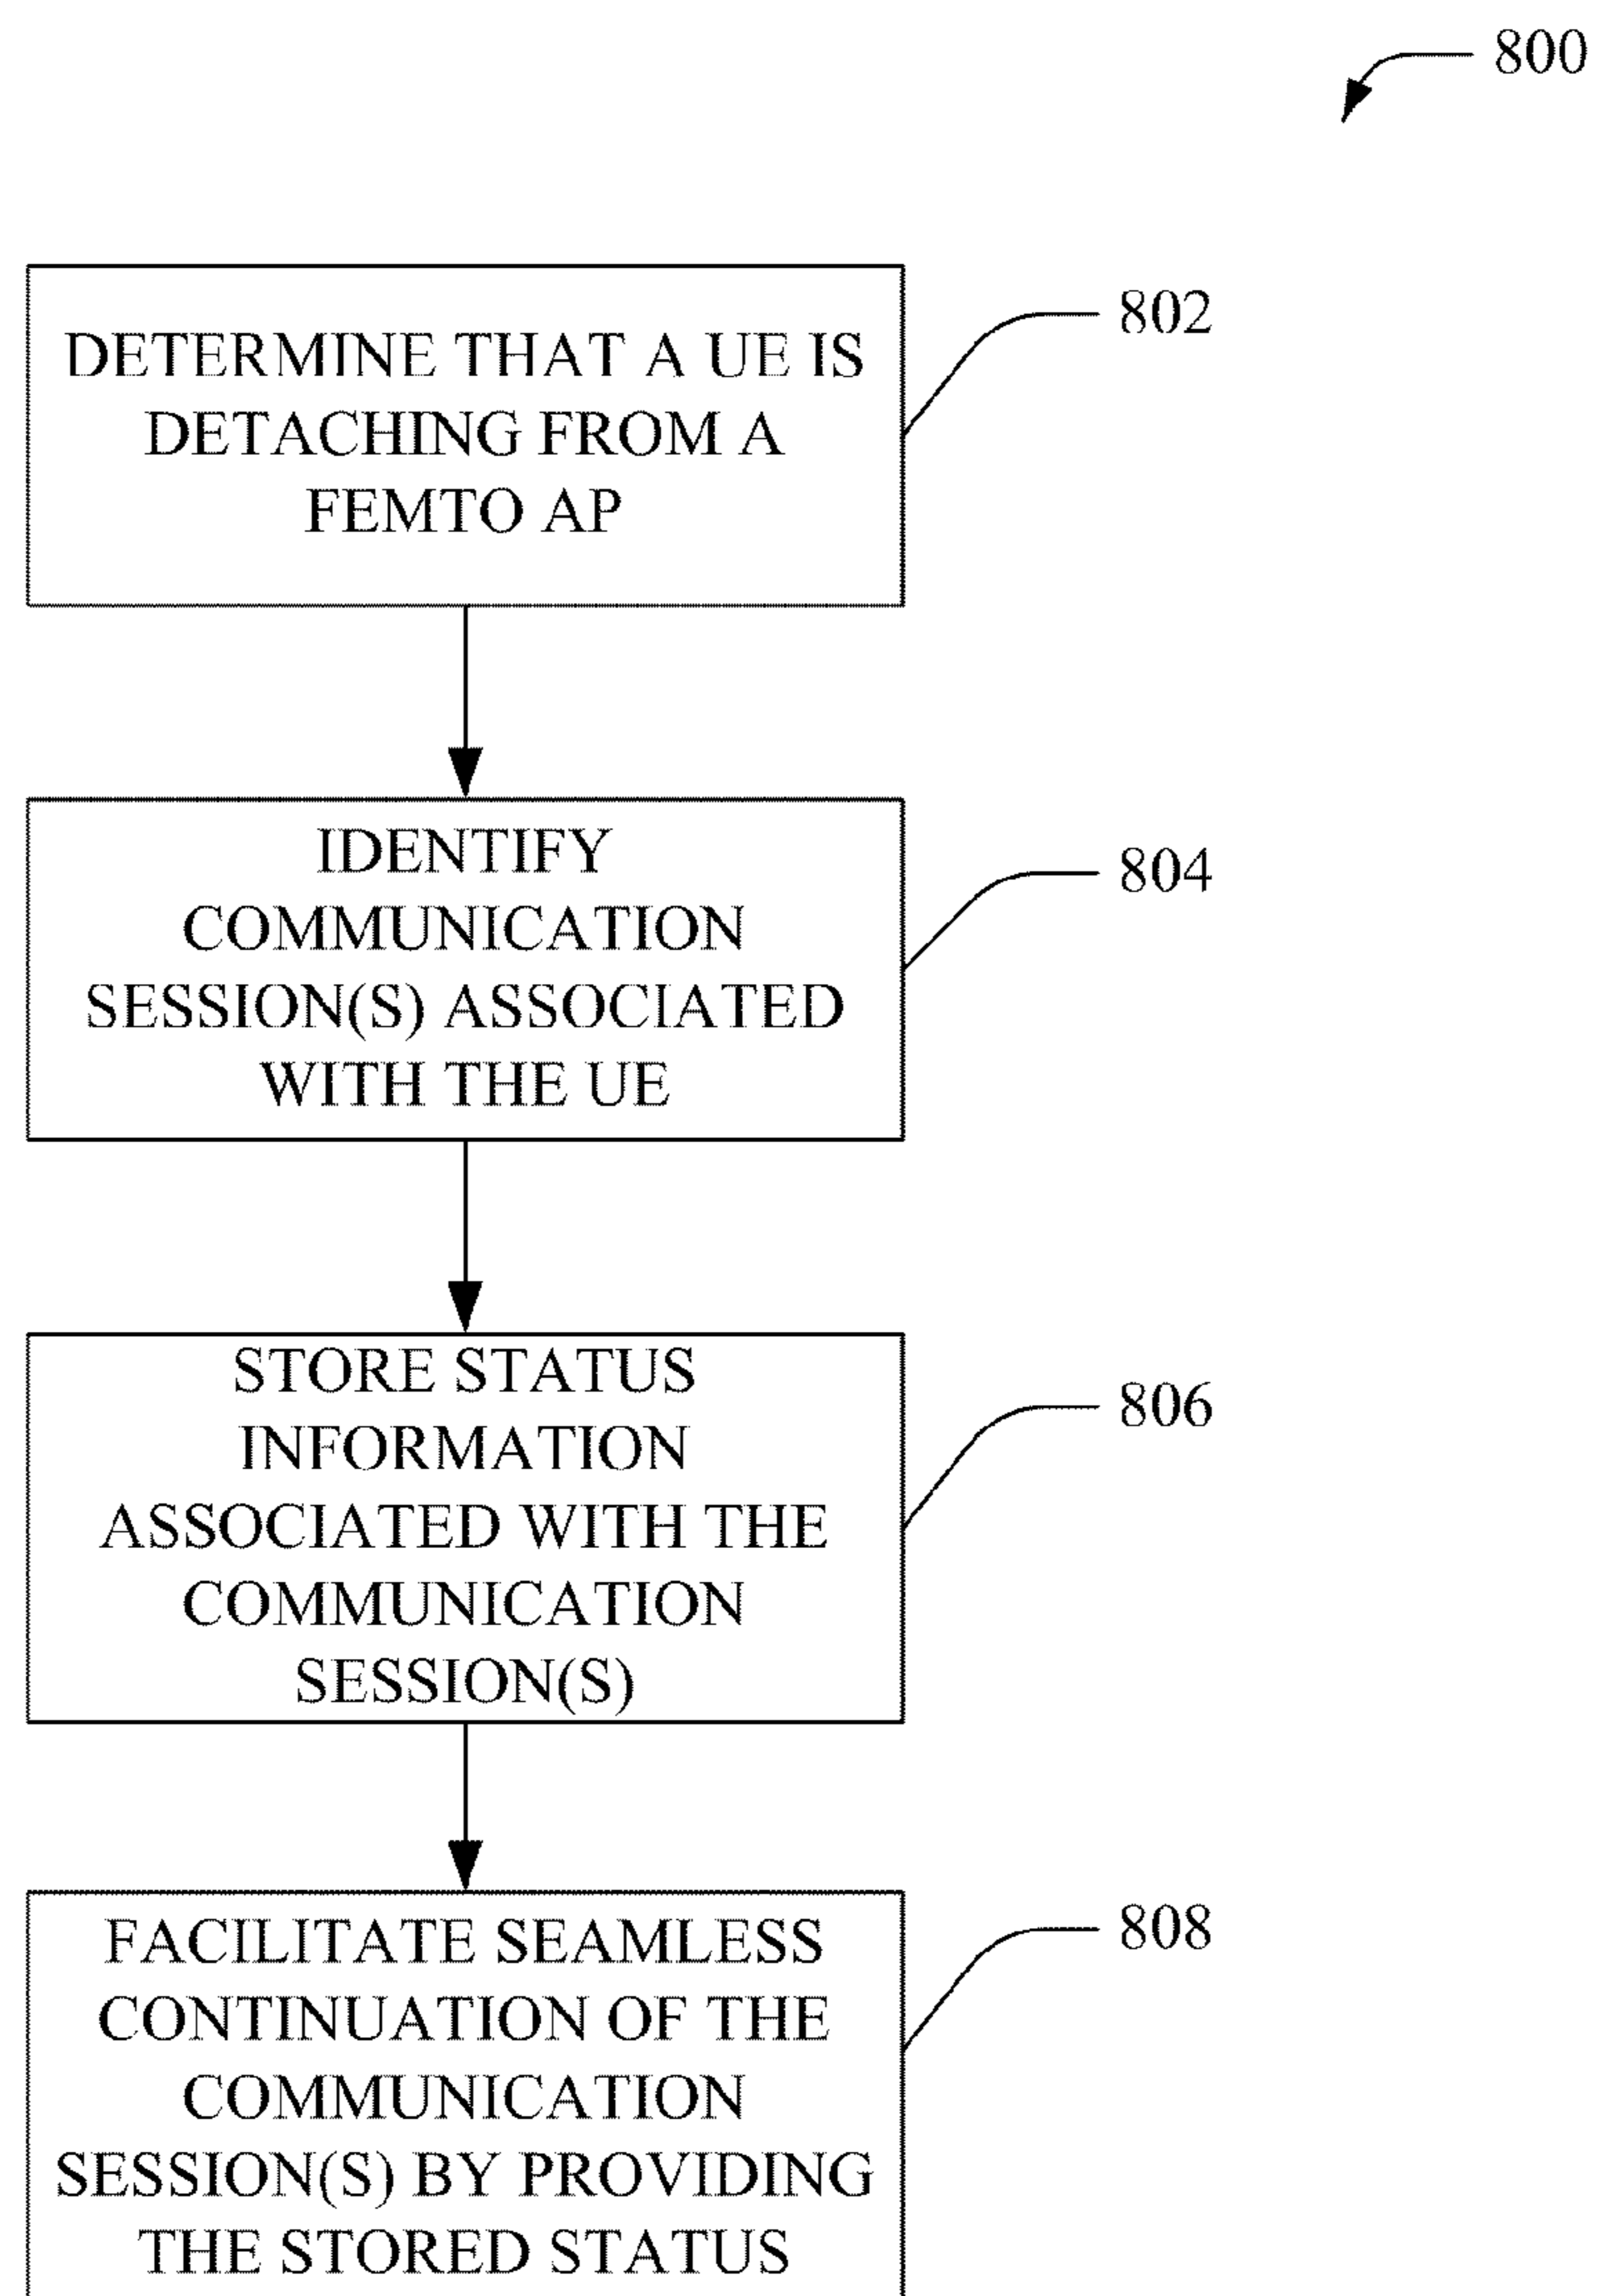 800
DETERMINE THAT A UE IS
DETACHING FROM A
FEMTO AP
802
IDENTIFY
COMMUNICATION
SESSION(S) ASSOCIATED
WITH THE UE
804
STORE STATUS
INFORMATION
ASSOCIATED WITH THE
COMMUNICATION
SESSION(S)
806
FACILITATE SEAMLESS
CONTINUATION OF THE
COMMUNICATION
SESSION(S) BY PROVIDING
THE STORED STATUS
808